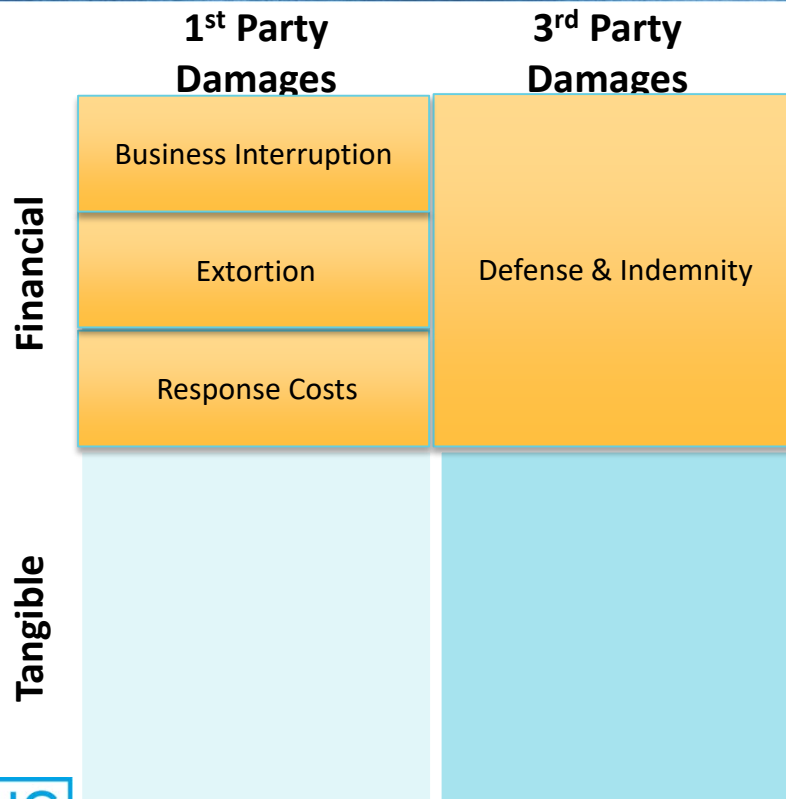 1st Party 3rd Party
Damages Damages
Financial
Business Interruption
Extortion
Response Costs
Defense & Indemnity
Tangible